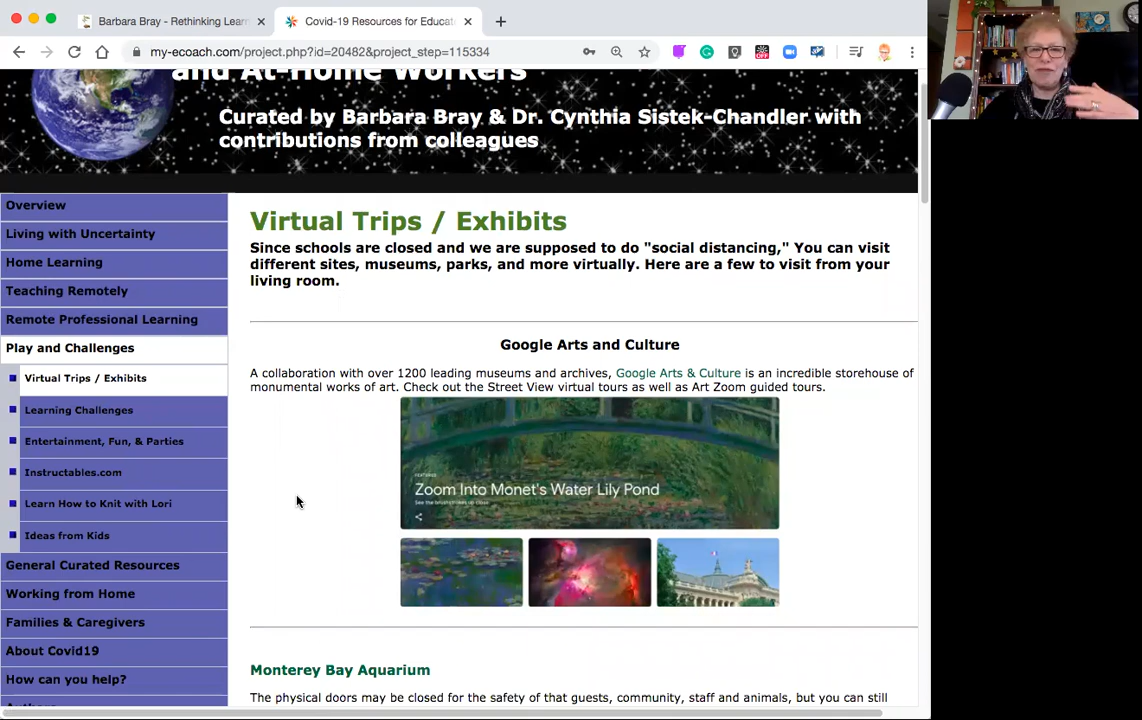 Barbara Bray - Rethinking Lear
Covid-19 Resources for Educat
my-ecoach.com/project.php?id=20482&project_step=115334
OFF
and At-Home Workers
Curated by Barbara Bray & Dr. Cynthia Sistek-Chandler with
contributions from colleagues
Overview
Living with Uncertainty
Home Learning
Teaching Remotely
Remote Professional Learning
Play and Challenges
Virtual Trips / Exhibits
Learning Challenges
Entertainment, Fun, & Parties
Instructables.com
Learn How to Knit with Lori
Ideas from Kids
General Curated Resources
Working from Home
Families & Caregivers
About Covid19
How can you help?
Virtual Trips / Exhibits
Since schools are closed and we are supposed to do "social distancing," You can visit
different sites, museums, parks, and more virtually. Here are a few to visit from your
living room.
Google Arts and Culture
A collaboration with over 1200 leading museums and archives, Google Arts & Culture is an incredible storehouse of
monumental works of art. Check out the Street View virtual tours as well as Art Zoom guided tours.
FEATURED
Zoom Into Monet's Water Lily Pond
Monterey Bay Aquarium
The physical doors may be closed for the safety of that guests, community, staff and animals, but you can still